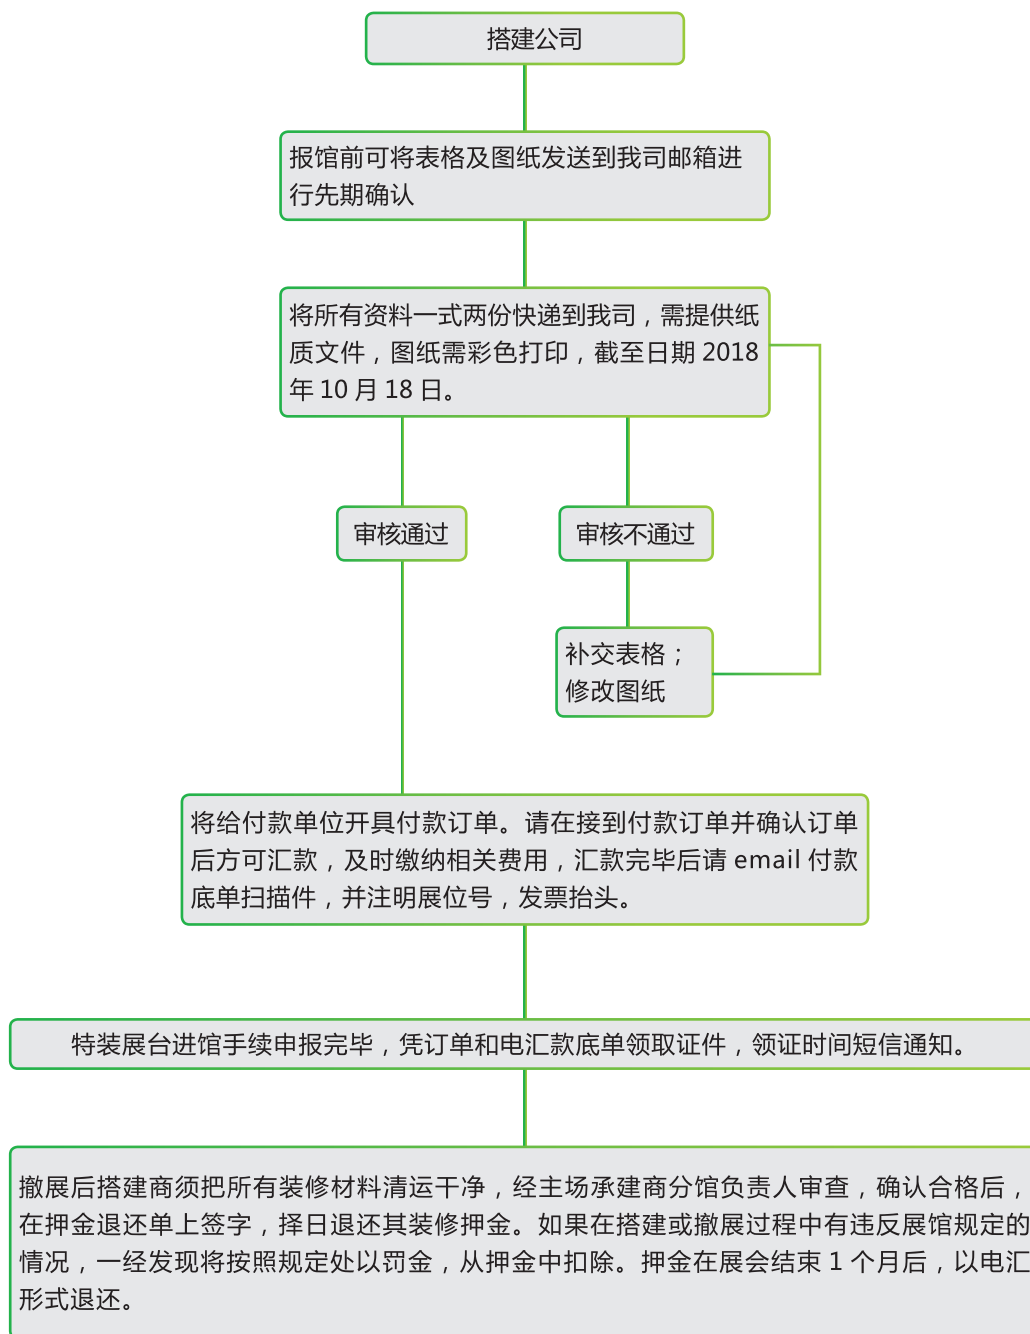 搭建公司
报馆前可将表格及图纸发送到我司邮箱进
行先期确认
将所有资料一式两份快递到我司，需提供纸
质文件，图纸需彩色打印，截至日期 2018
年 10 月 18 日。
审核通过
审核不通过
补交表格；
修改图纸
将给付款单位开具付款订单。请在接到付款订单并确认订单
后方可汇款，及时缴纳相关费用，汇款完毕后请 email 付款
底单扫描件，并注明展位号，发票抬头。
特装展台进馆手续申报完毕，凭订单和电汇款底单领取证件，领证时间短信通知。
撤展后搭建商须把所有装修材料清运干净，经主场承建商分馆负责人审查，确认合格后，
在押金退还单上签字，择日退还其装修押金。如果在搭建或撤展过程中有违反展馆规定的
情况，一经发现将按照规定处以罚金，从押金中扣除。押金在展会结束 1 个月后，以电汇
形式退还。